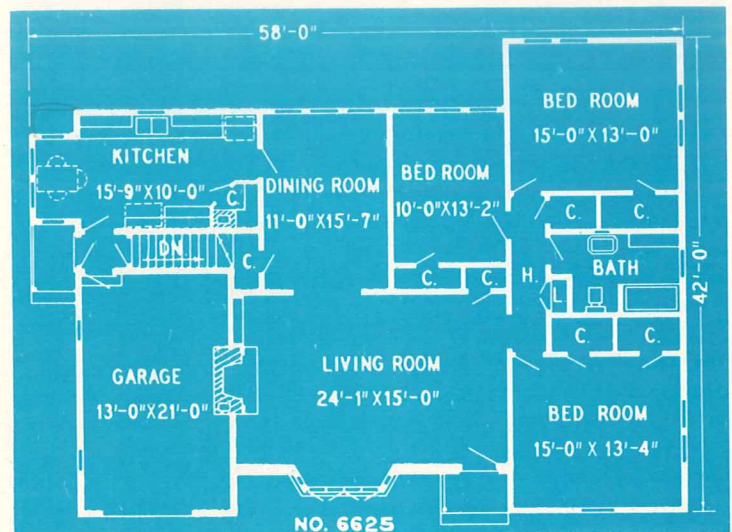 58'-0"
BED ROOM
15'-0" X 13'-0"
KITCHEN
15'-9" X 10'-0"
C.
DINING ROOM
11'-0" X 15'-7"
BED ROOM
10'-0" X 13'-2"
C.
C.
DN
C.
C.
C.
H.
L
BATH
42'-0"
C.
C.
GARAGE
13'-0" X 21'-0"
LIVING ROOM
24'-1" X 15'-0"
BED ROOM
15'-0" X 13'-4"
NO. 6625